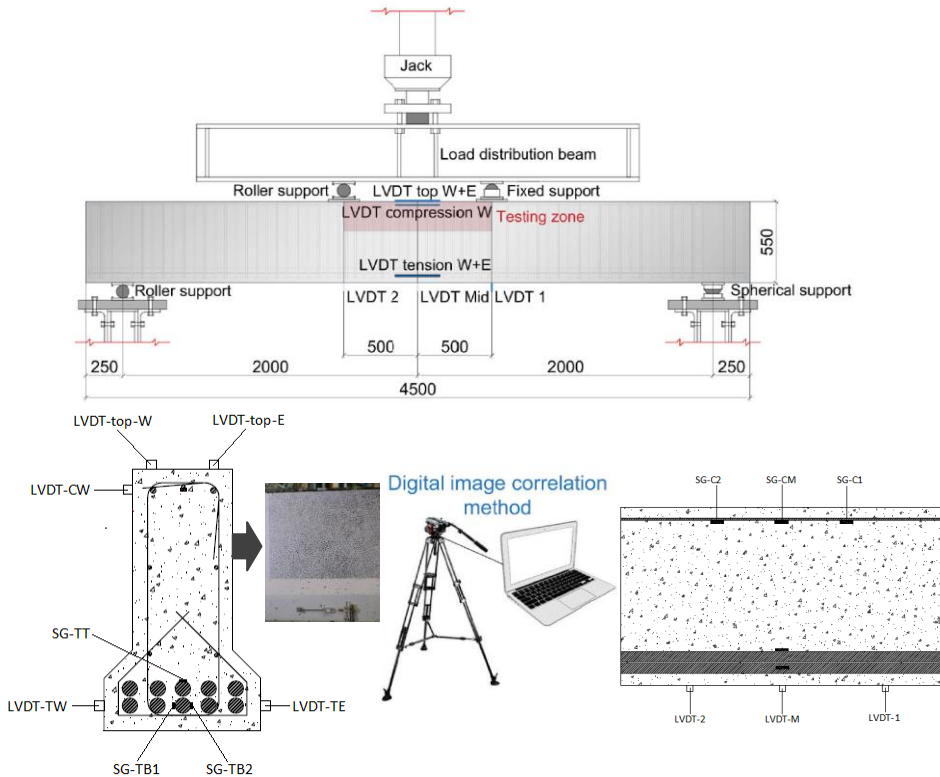 Jack
Load distribution beam
Roller support
LVDT top W+E
Fixed support
LVDT compression W
Testing zone
550
LVDT tension W+E
Roller support
LVDT 2
LVDT Mid
LVDT 1
Spherical support
500
500
250
2000
2000
250
4500
LVDT-top-W
LVDT-top-E
LVDT-CW
SG-TT
LVDT-TW
LVDT-TE
SG-TB1
SG-TB2
Digital image correlation
method
SG-C2
SG-CM
SG-C1
LVDT-2
LVDT-M
LVDT-1